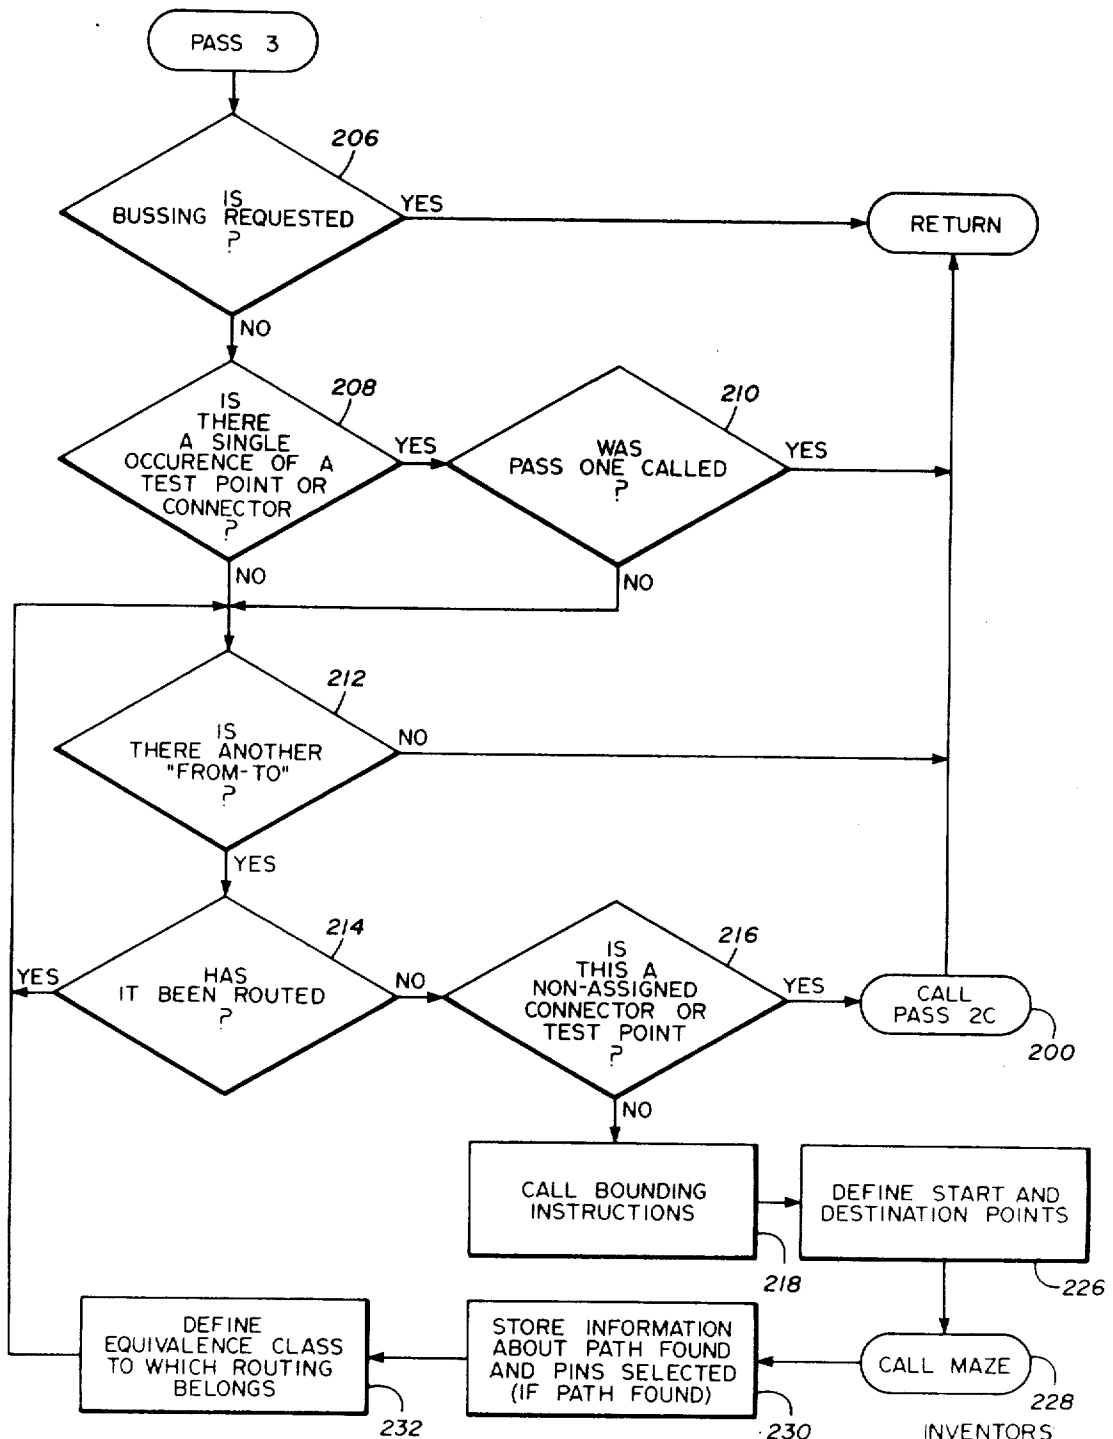 PASS 3
206
IS
BUSSING REQUESTED
?
YES
RETURN
NO
208
IS
THERE
A SINGLE
OCCURENCE OF A
TEST POINT OR
CONNECTOR
?
YES
210
WAS
PASS ONE CALLED
?
YES
NO
NO
212
IS
THERE ANOTHER
"FROM-TO"
?
NO
YES
214
HAS
IT BEEN ROUTED
?
YES
NO
216
IS
THIS A
NON-ASSIGNED
CONNECTOR OR
TEST POINT
?
YES
CALL
PASS 2C
200
NO
CALL BOUNDING
INSTRUCTIONS
218
DEFINE START AND
DESTINATION POINTS
226
DEFINE
EQUIVALENCE CLASS
TO WHICH ROUTING
BELONGS
232
STORE INFORMATION
ABOUT PATH FOUND
AND PINS SELECTED
(IF PATH FOUND)
230
CALL MAZE
228
INVENTORS